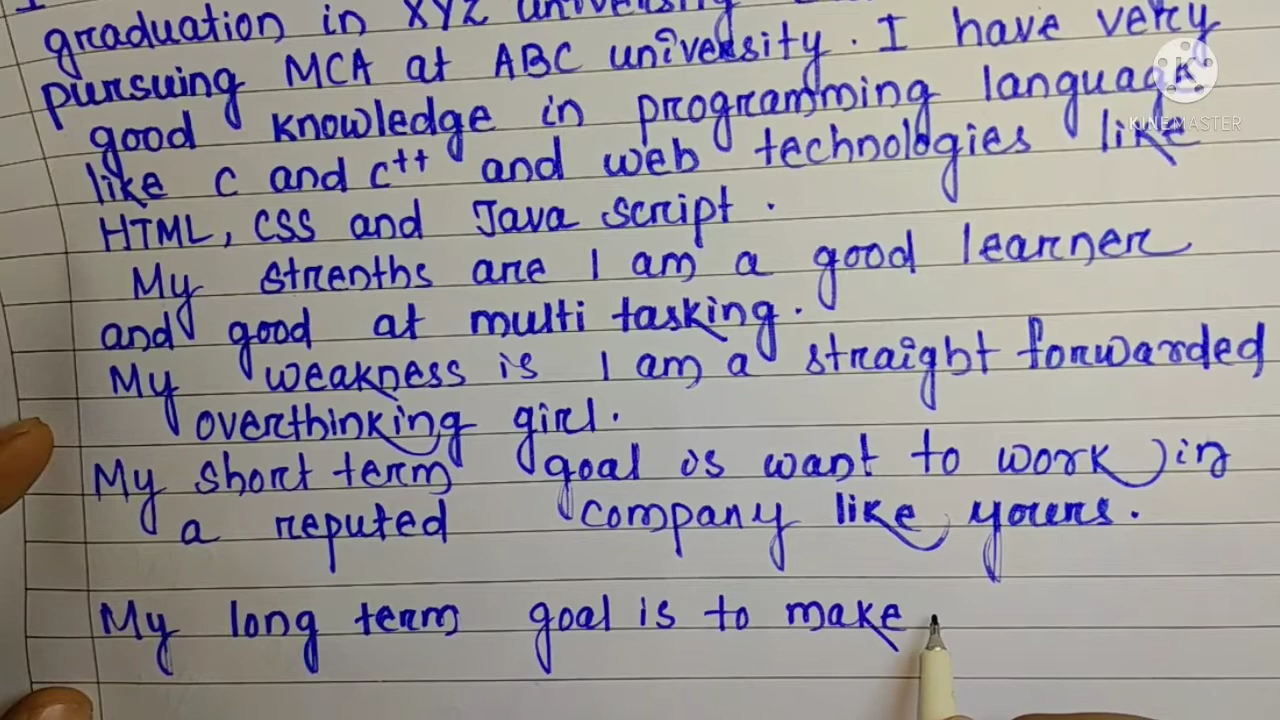 graduation in XYZ university
pursuing MCA at ABC university. I have very
good knowledge in programming language
like c and c++ and web technologies like
HTML, CSS and Java script.
My strenths are I am a good learner
and good at multi tasking.
My weakness is I am a straight forwarded
overthinking girl.
My short term goal is want to work in
a reputed company like yours.
My long term goal is to make
KINEMASTER